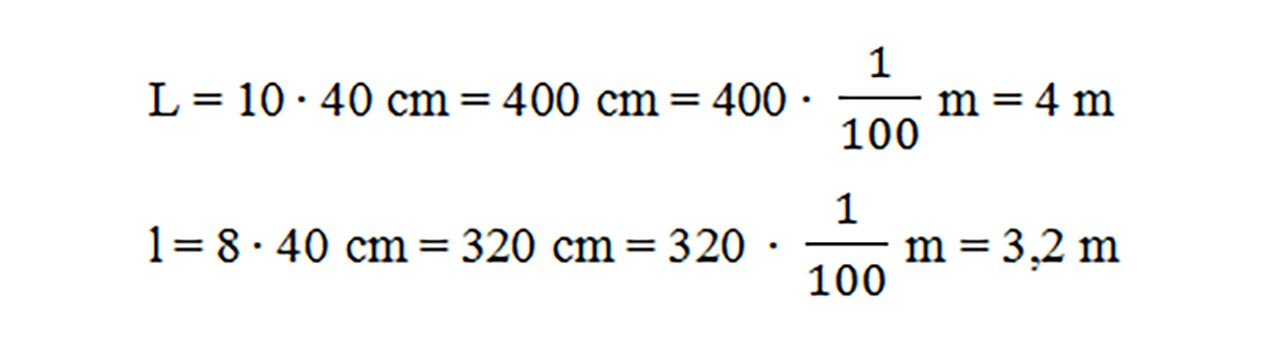 L = 10 · 40 cm = 400 cm = 400 · 1/100 m = 4 m
l = 8 · 40 cm = 320 cm = 320 · 1/100 m = 3,2 m